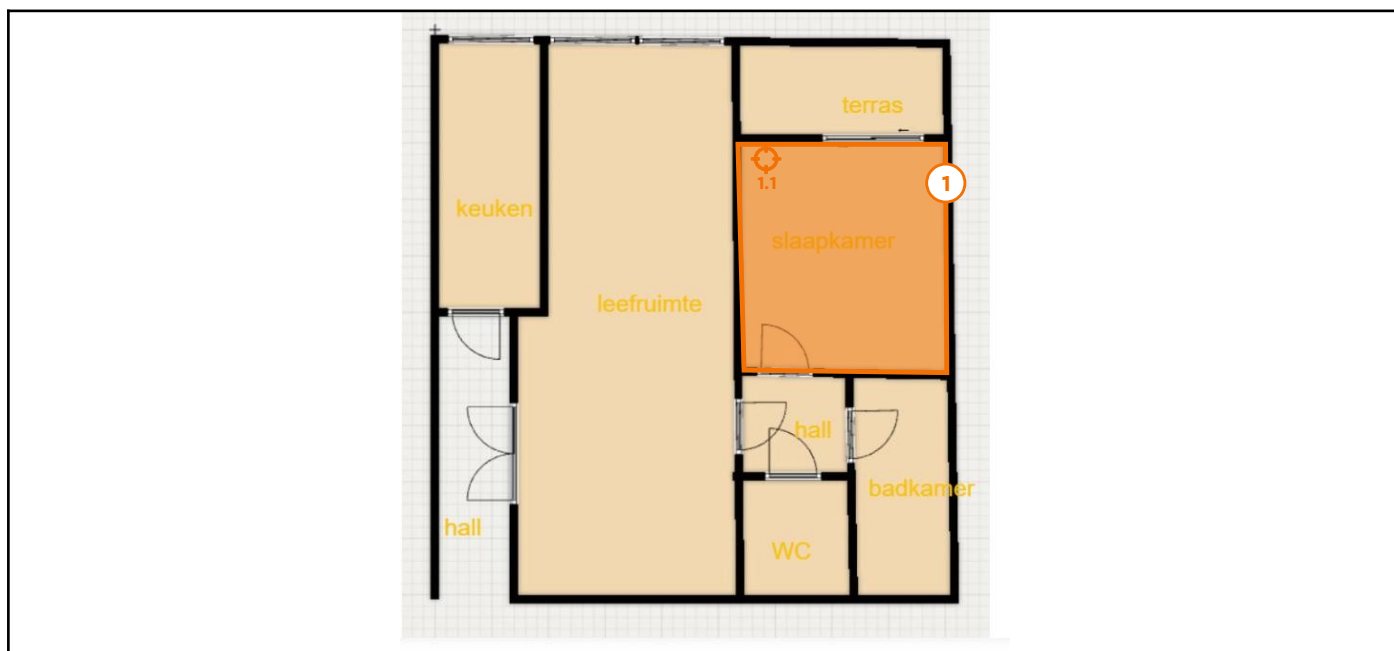 terras
1.1
1
keuken
slaapkamer
leefruimte
hall
badkamer
hall
WC